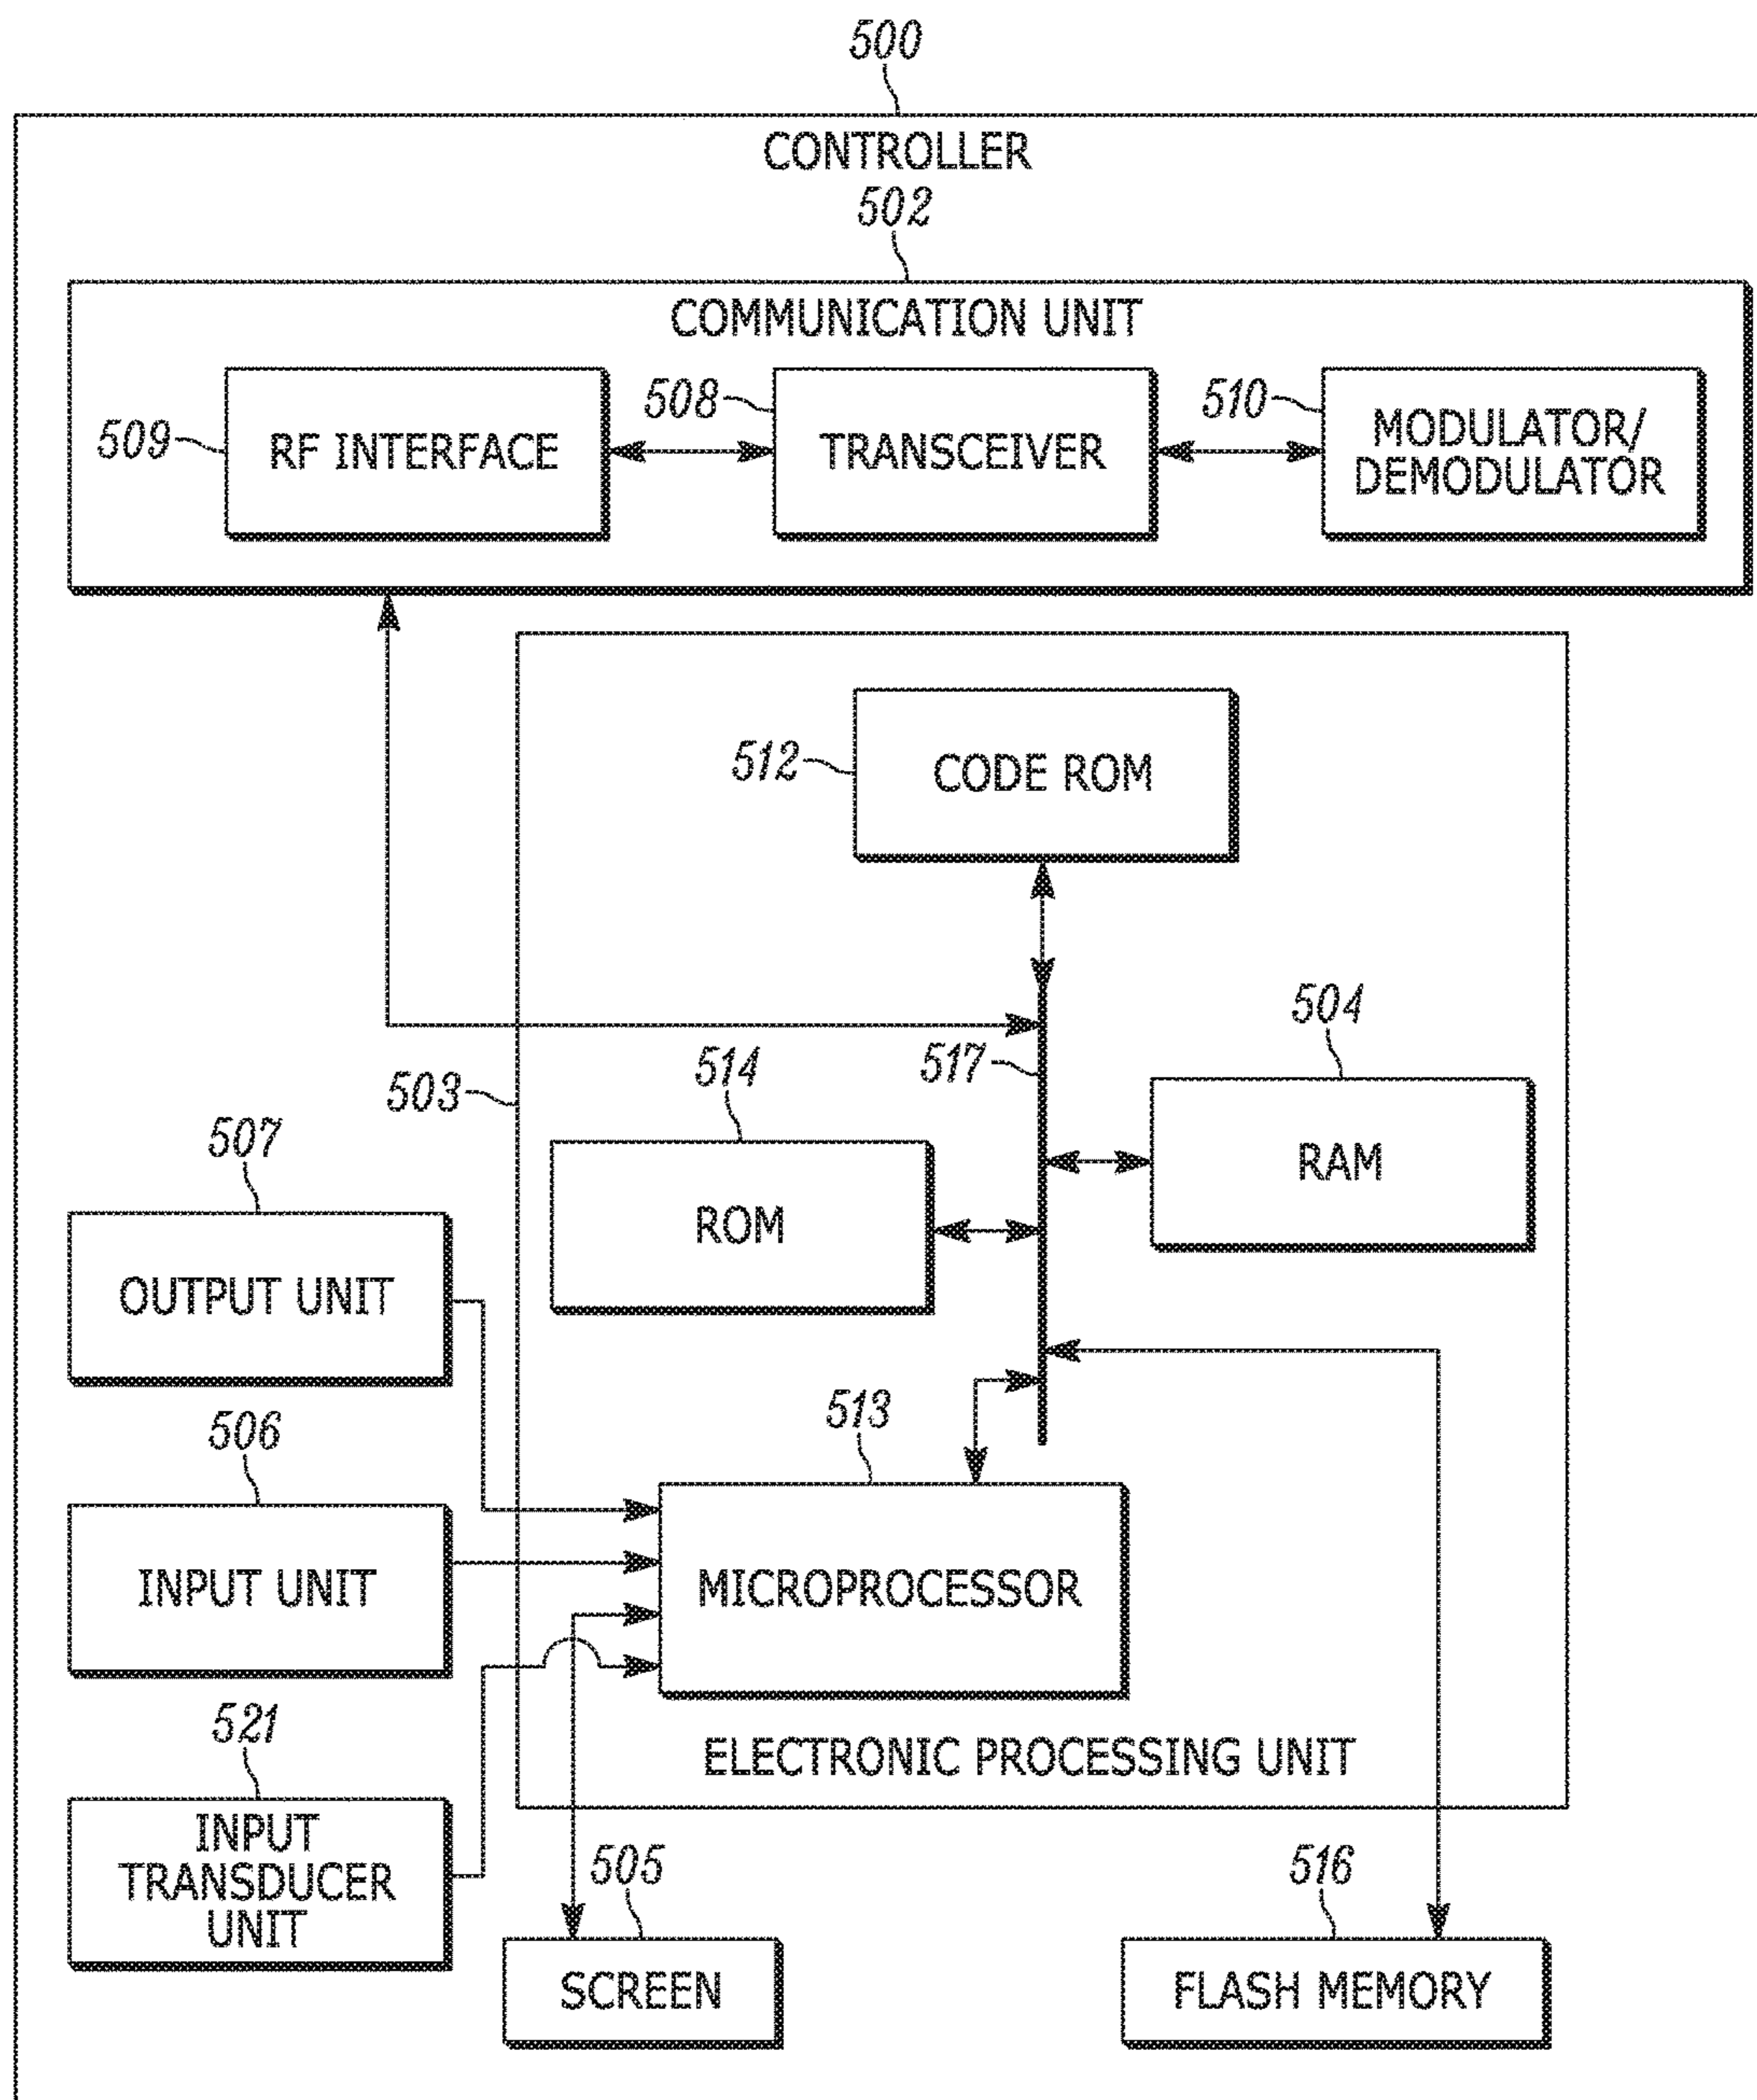 500
CONTROLLER
502
COMMUNICATION UNIT
509
RF INTERFACE
508
TRANSCEIVER
510
MODULATOR/
DEMODULATOR
512
CODE ROM
504
517
514
503
RAM
507
ROM
OUTPUT UNIT
513
506
MICROPROCESSOR
INPUT UNIT
521
ELECTRONIC PROCESSING UNIT
INPUT
TRANSDUCER
UNIT
505
516
SCREEN
FLASH MEMORY